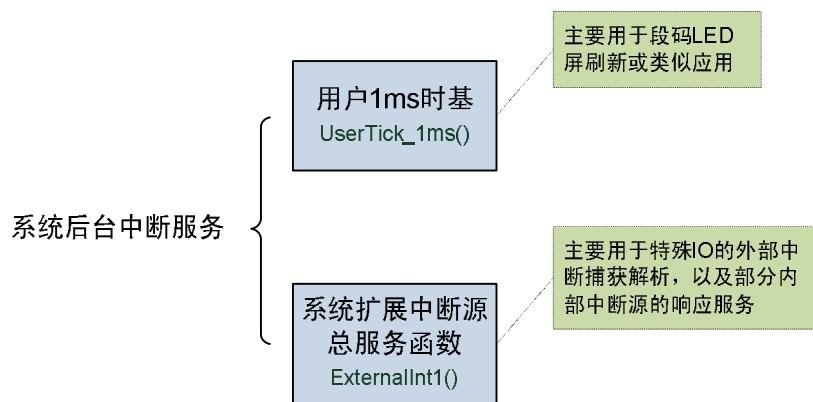 主要用于段码LED
屏刷新或类似应用
用户1ms时基
UserTick_1ms()
系统后台中断服务
主要用于特殊IO的外部中
断捕获解析，以及部分内
部中断源的响应服务
系统扩展中断源
总服务函数
ExternalInt1()